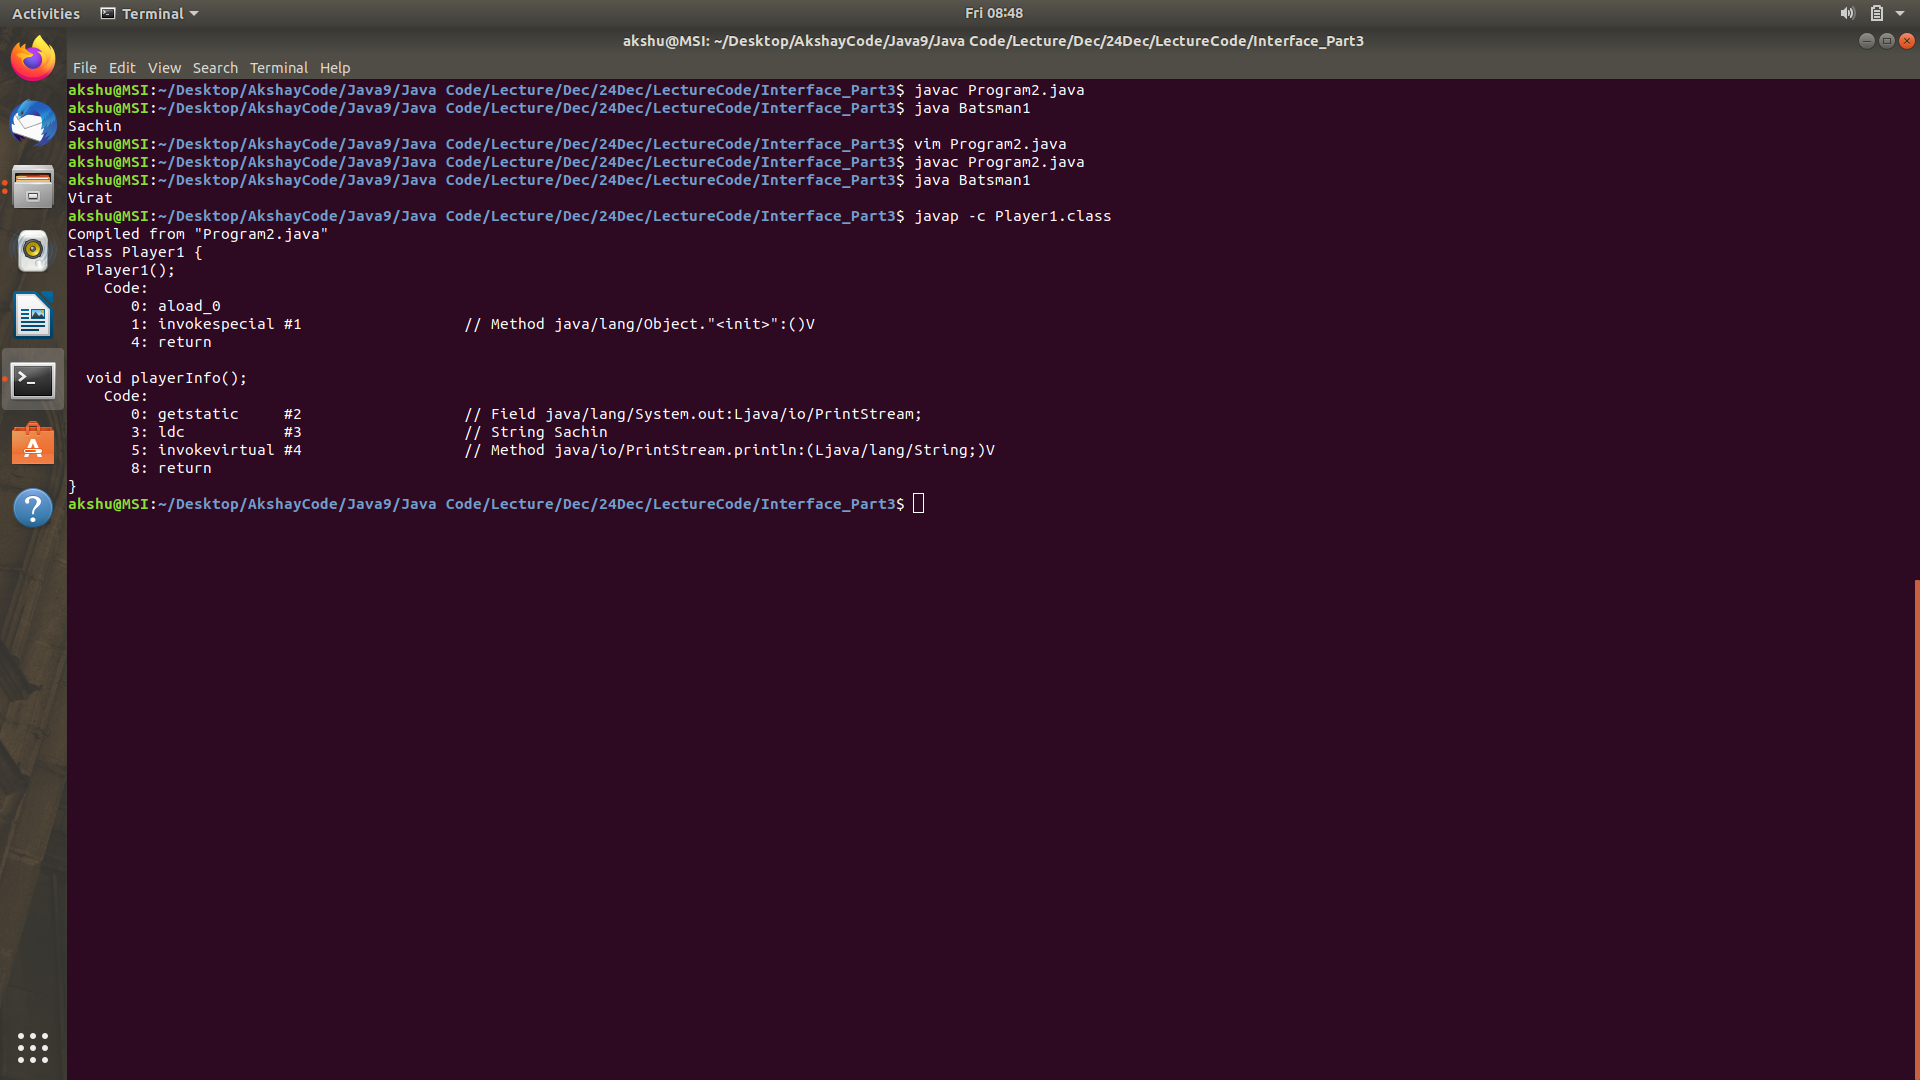 Activities Terminal Fri 08:48
akshu@MSI: ~/Desktop/AkshayCode/Java9/Java Code/Lecture/Dec/24Dec/LectureCode/Interface_Part3
File Edit View Search Terminal Help
akshu@MSI:~/Desktop/AkshayCode/Java9/Java Code/Lecture/Dec/24Dec/LectureCode/Interface_Part3$ javac Program2.java
akshu@MSI:~/Desktop/AkshayCode/Java9/Java Code/Lecture/Dec/24Dec/LectureCode/Interface_Part3$ java Batsman1
Sachin
akshu@MSI:~/Desktop/AkshayCode/Java9/Java Code/Lecture/Dec/24Dec/LectureCode/Interface_Part3$ vim Program2.java
akshu@MSI:~/Desktop/AkshayCode/Java9/Java Code/Lecture/Dec/24Dec/LectureCode/Interface_Part3$ javac Program2.java
akshu@MSI:~/Desktop/AkshayCode/Java9/Java Code/Lecture/Dec/24Dec/LectureCode/Interface_Part3$ java Batsman1
Virat
akshu@MSI:~/Desktop/AkshayCode/Java9/Java Code/Lecture/Dec/24Dec/LectureCode/Interface_Part3$ javap -c Player1.class
Compiled from "Program2.java"
class Player1 {
  Player1();
    Code:
       0: aload_0
       1: invokespecial #1                  // Method java/lang/Object."<init>":()V
       4: return

  void playerInfo();
    Code:
       0: getstatic     #2                  // Field java/lang/System.out:Ljava/io/PrintStream;
       3: ldc           #3                  // String Sachin
       5: invokevirtual #4                  // Method java/io/PrintStream.println:(Ljava/lang/String;)V
       8: return
}
akshu@MSI:~/Desktop/AkshayCode/Java9/Java Code/Lecture/Dec/24Dec/LectureCode/Interface_Part3$